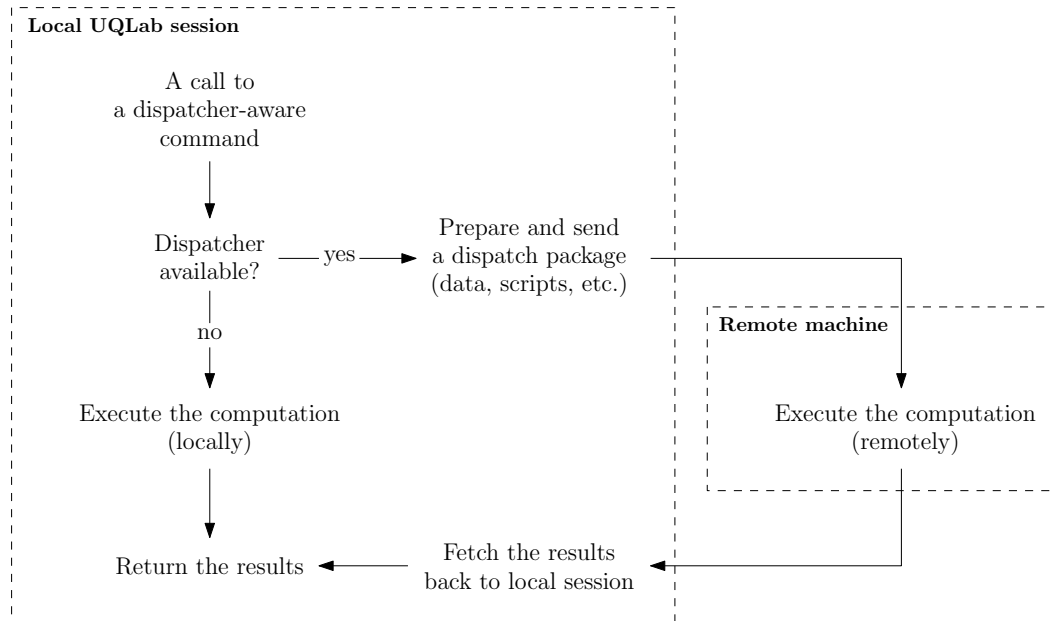 Local UQLab session
A call to
a dispatcher-aware
command
Dispatcher
available?
yes
Prepare and send
a dispatch package
(data, scripts, etc.)
no
Remote machine
Execute the computation
(locally)
Execute the computation
(remotely)
Return the results
Fetch the results
back to local session